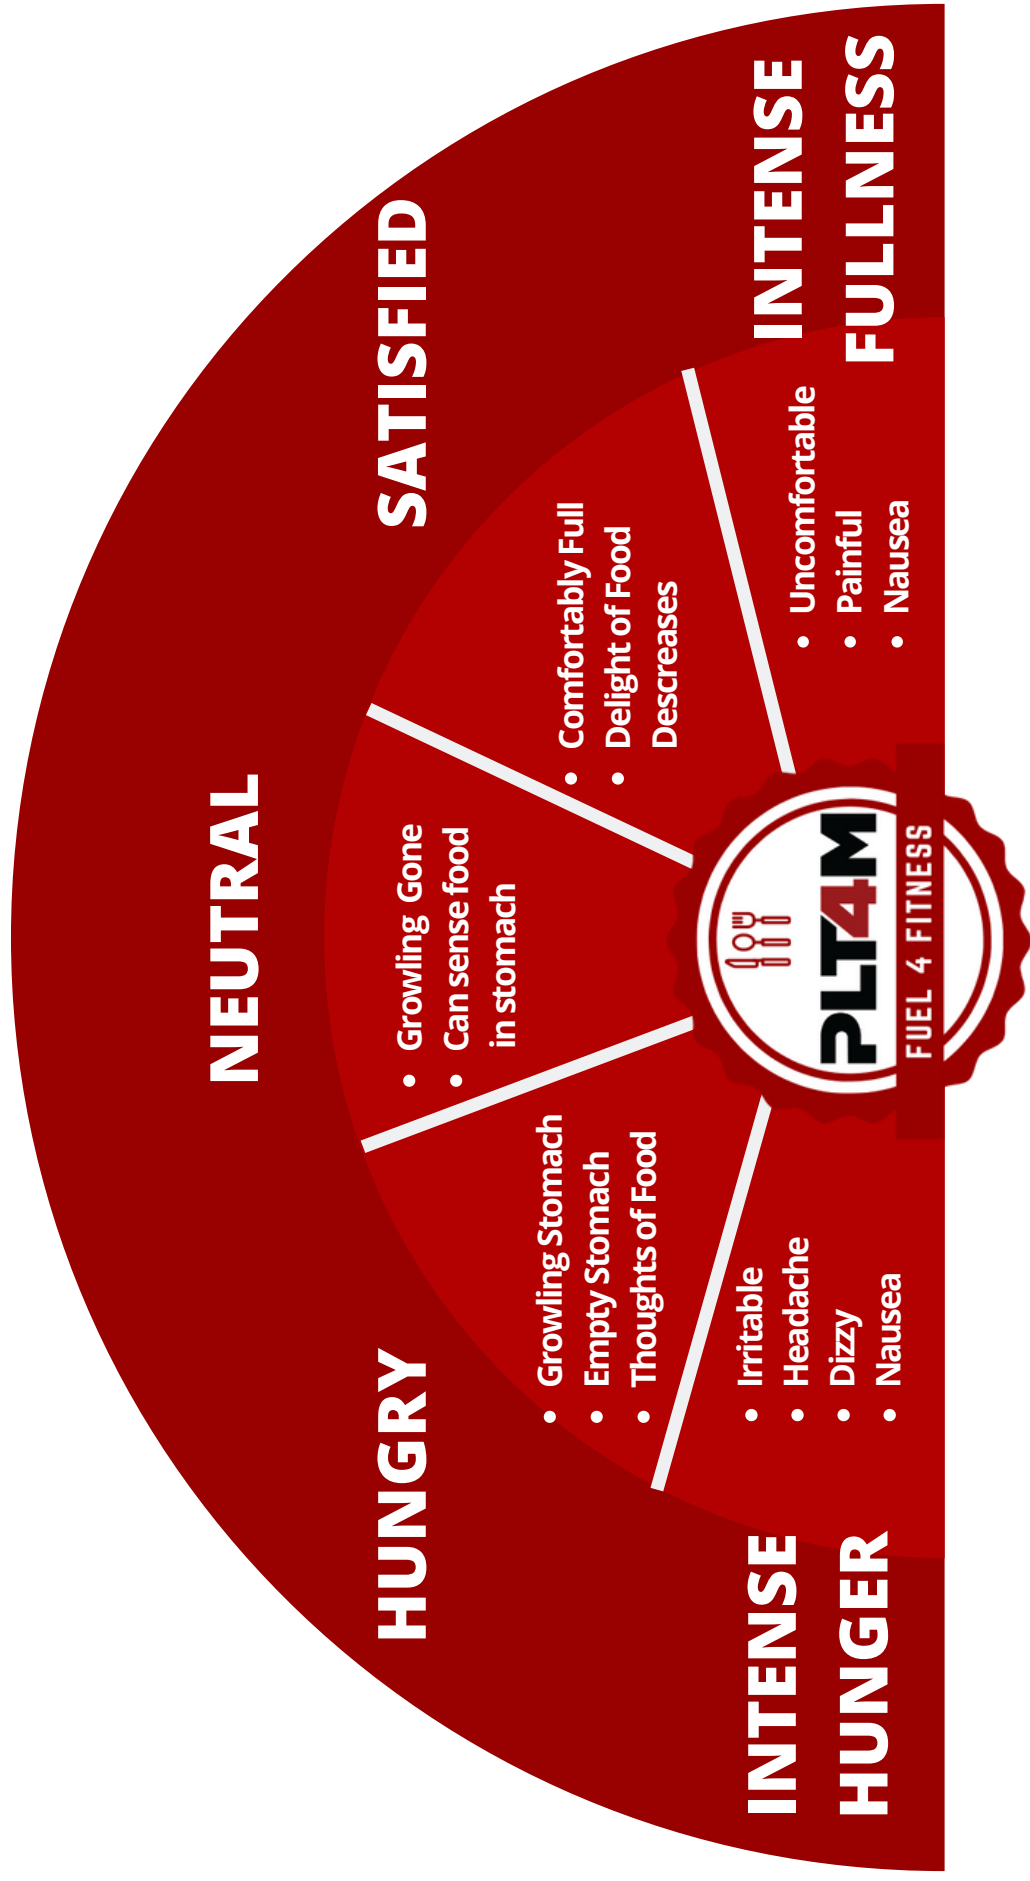 INTENSE
HUNGER
• Irritable
• Headache
• Dizzy
• Nausea
HUNGRY
• Growling Stomach
• Empty Stomach
• Thoughts of Food
NEUTRAL
• Growling Gone
• Can sense food
in stomach
SATISFIED
• Comfortably Full
• Delight of Food
Descreases
INTENSE
FULLNESS
• Uncomfortable
• Painful
• Nausea
PLT4M
FUEL 4 FITNESS